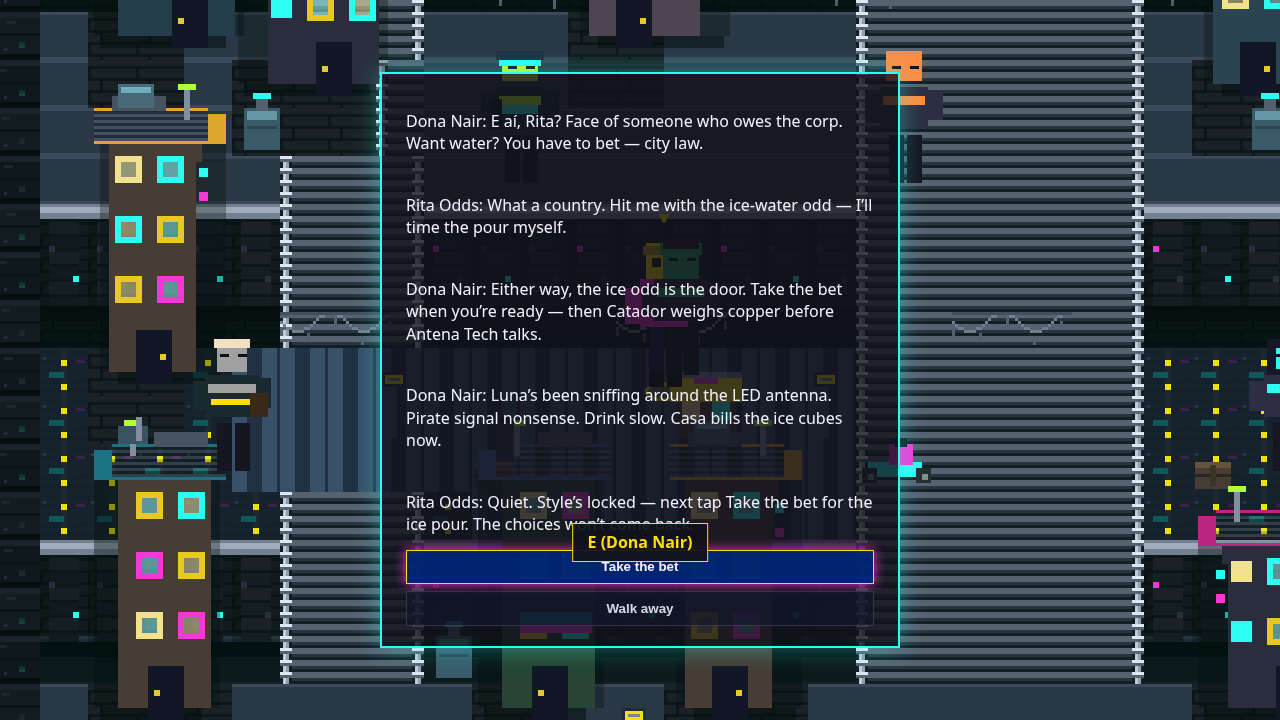 Dona Nair: E aí, Rita? Face of someone who owes the corp.
Want water? You have to bet — city law.
Rita Odds: What a country. Hit me with the ice-water odd — I'll
time the pour myself.
Dona Nair: Either way, the ice odd is the door. Take the bet
when you're ready — then Catador weighs copper before
Antena Tech talks.
Dona Nair: Luna's been sniffing around the LED antenna.
Pirate signal nonsense. Drink slow. Casa bills the ice cubes
now.
Rita Odds: Quiet. Style's locked — next tap Take the bet for the
ice pour. The choices won't come back.
E (Dona Nair)
Take the bet
Walk away